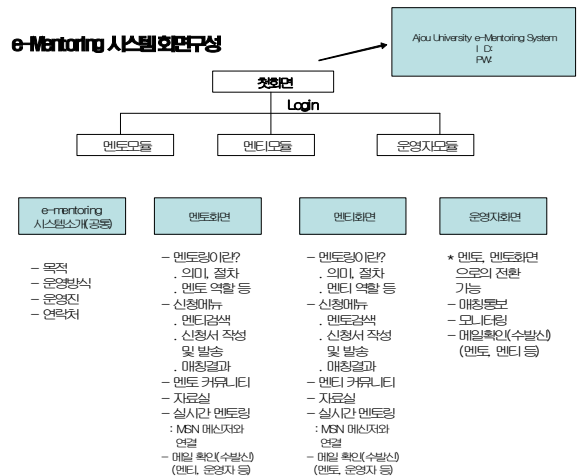 e-Mentoring 시스템 화면구성
Ajou University e-Mentoring System
I D:
PW:
첫화면
Login
멘토모듈
멘티모듈
운영자모듈
e-mentoring
시스템소개(공통)
- 목적
- 운영방식
- 운영진
- 연락처
멘토화면
- 멘토링이란?
. 의미, 절차
. 멘토 역할 등
- 신청메뉴
. 멘티검색
. 신청서 작성
및 발송
. 매칭결과
- 멘토 커뮤니티
- 자료실
- 실시간 멘토링
: MSN 메신저와
연결
- 메일 확인(수발신)
(멘티, 운영자 등)
멘티화면
- 멘토링이란?
. 의미, 절차
. 멘티 역할 등
- 신청메뉴
. 멘토검색
. 신청서 작성
및 발송
. 매칭결과
- 멘티 커뮤니티
- 자료실
- 실시간 멘토링
: MSN 메신저와
연결
- 메일 확인(수발신)
(멘토, 운영자 등)
운영자화면
* 멘토, 멘토화면
으로의 전환
가능
- 매칭통보
- 모니터링
- 메일확인(수발신)
(멘토, 멘티 등)